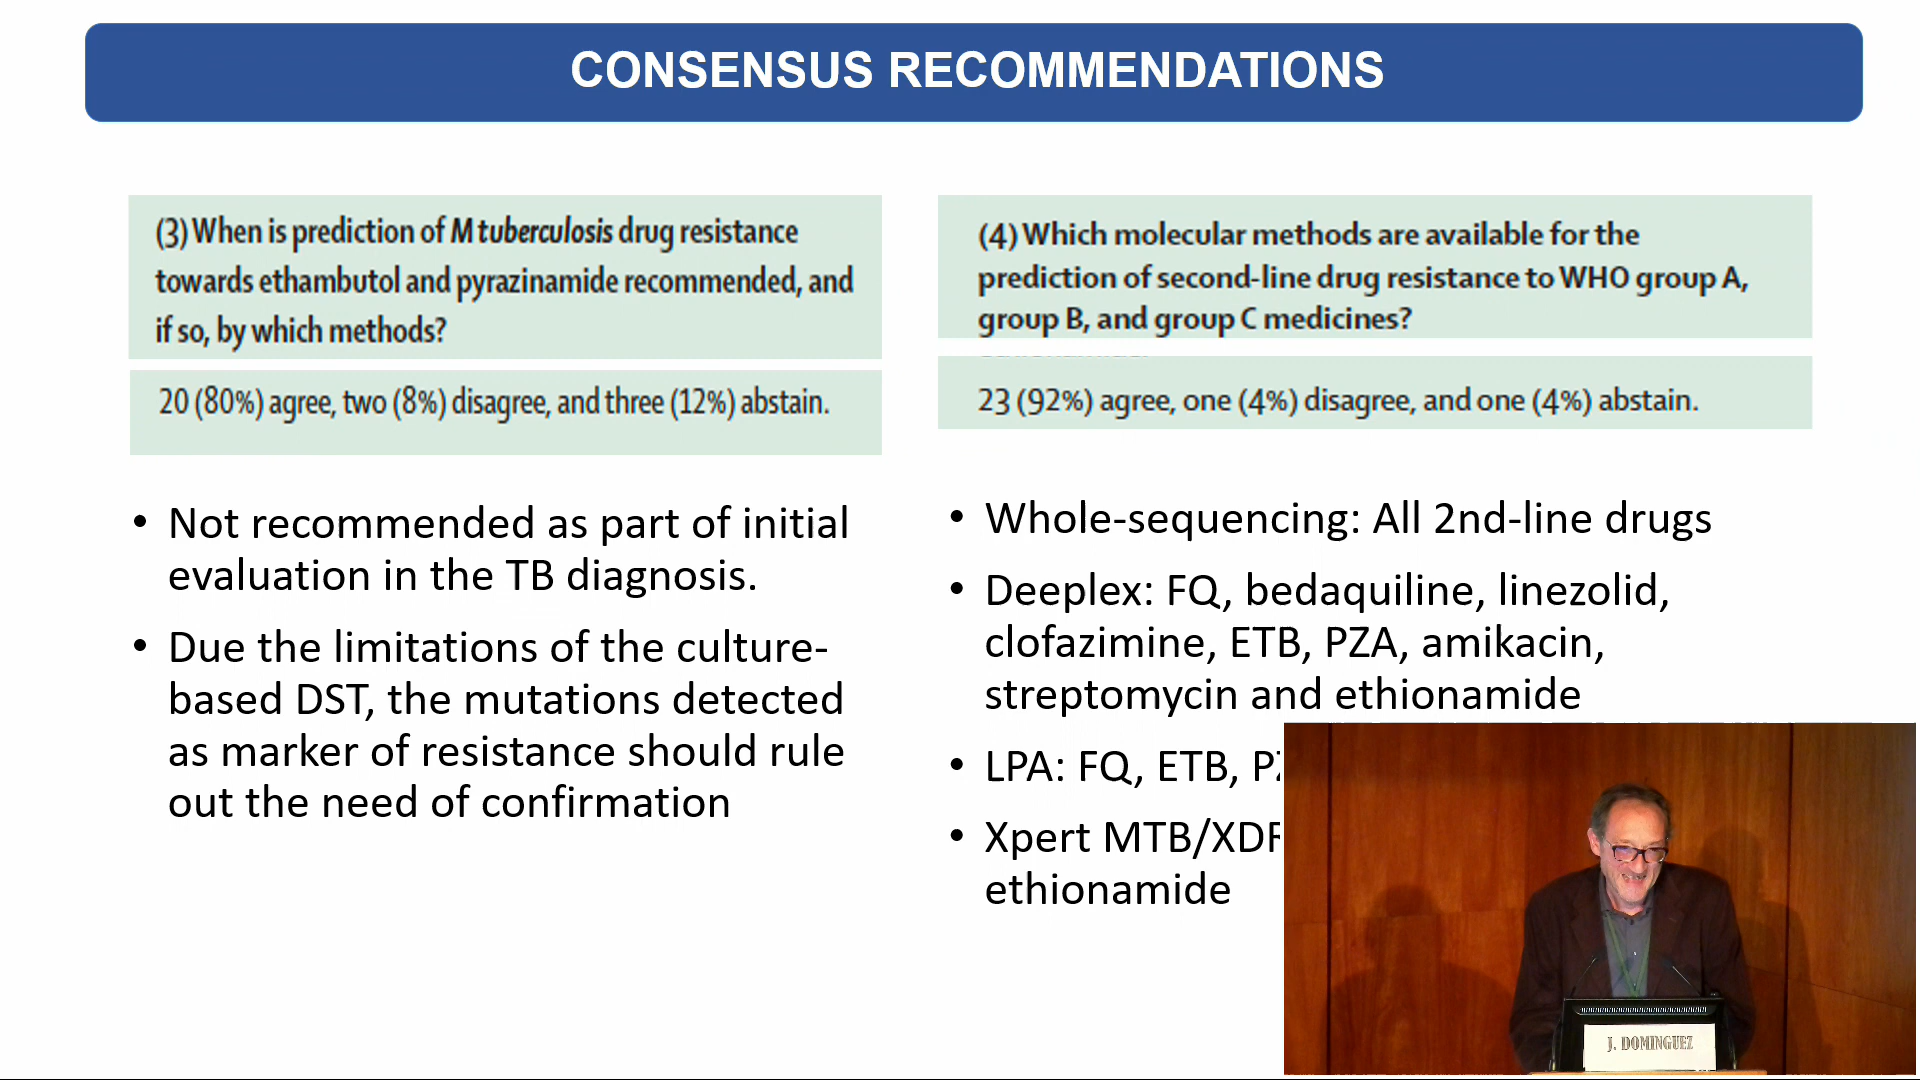 CONSENSUS RECOMMENDATIONS
(3) When is prediction of M tuberculosis drug resistance
towards ethambutol and pyrazinamide recommended, and
if so, by which methods?
20 (80%) agree, two (8%) disagree, and three (12%) abstain.
• Not recommended as part of initial
evaluation in the TB diagnosis.
• Due the limitations of the culture-
based DST, the mutations detected
as marker of resistance should rule
out the need of confirmation
(4) Which molecular methods are available for the
prediction of second-line drug resistance to WHO group A,
group B, and group C medicines?
23 (92%) agree, one (4%) disagree, and one (4%) abstain.
• Whole-sequencing: All 2nd-line drugs
• Deeplex: FQ, bedaquiline, linezolid,
clofazimine, ETB, PZA, amikacin,
streptomycin and ethionamide
• LPA: FQ, ETB,
• Xpert
ethionamide
J. DOMINGUEZ